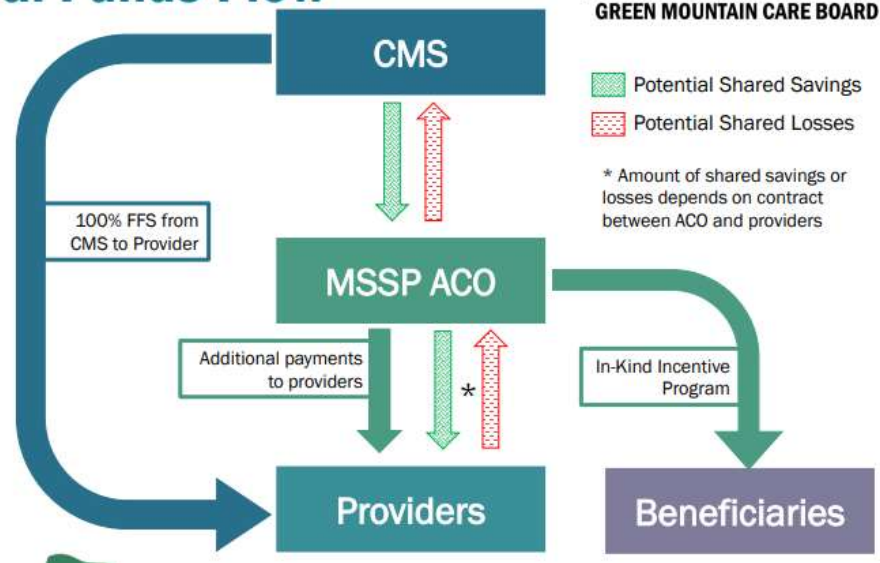 GREEN MOUNTAIN CARE BOARD
CMS
Potential Shared Savings
Potential Shared Losses
* Amount of shared savings or
losses depends on contract
between ACO and providers
100% FFS from
CMS to Provider
MSSP ACO
Additional payments
to providers
*
In-Kind Incentive
Program
Providers
Beneficiaries